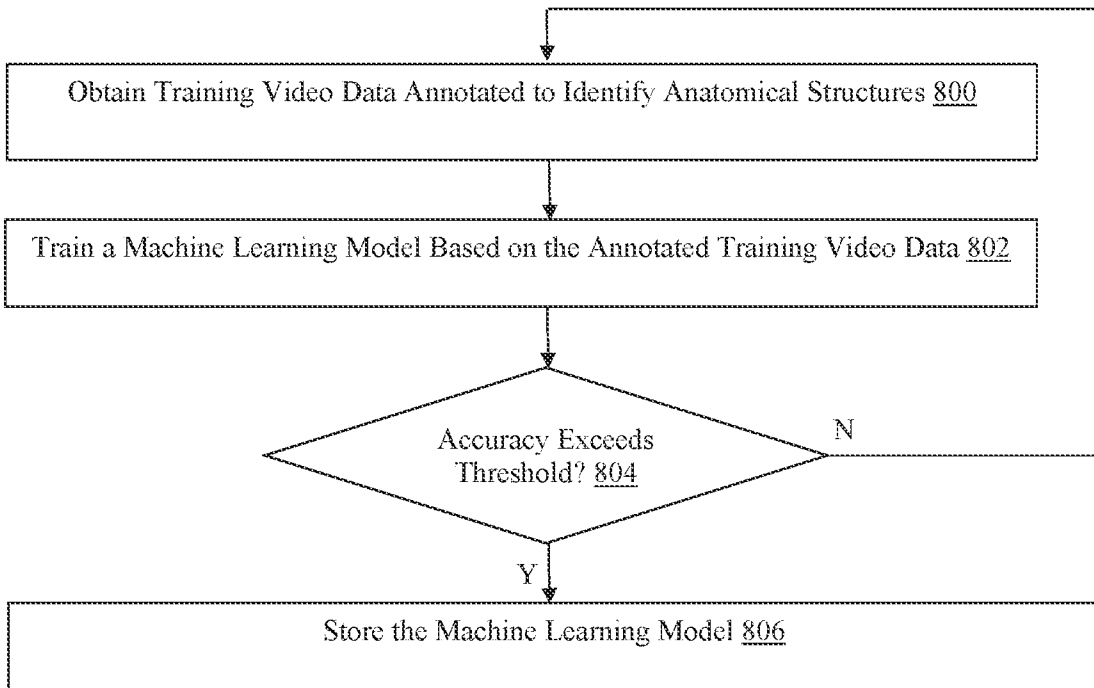 Obtain Training Video Data Annotated to Identify Anatomical Structures 800
Train a Machine Learning Model Based on the Annotated Training Video Data 802
Accuracy Exceeds
Threshold? 804
N
Y
Store the Machine Learning Model 806